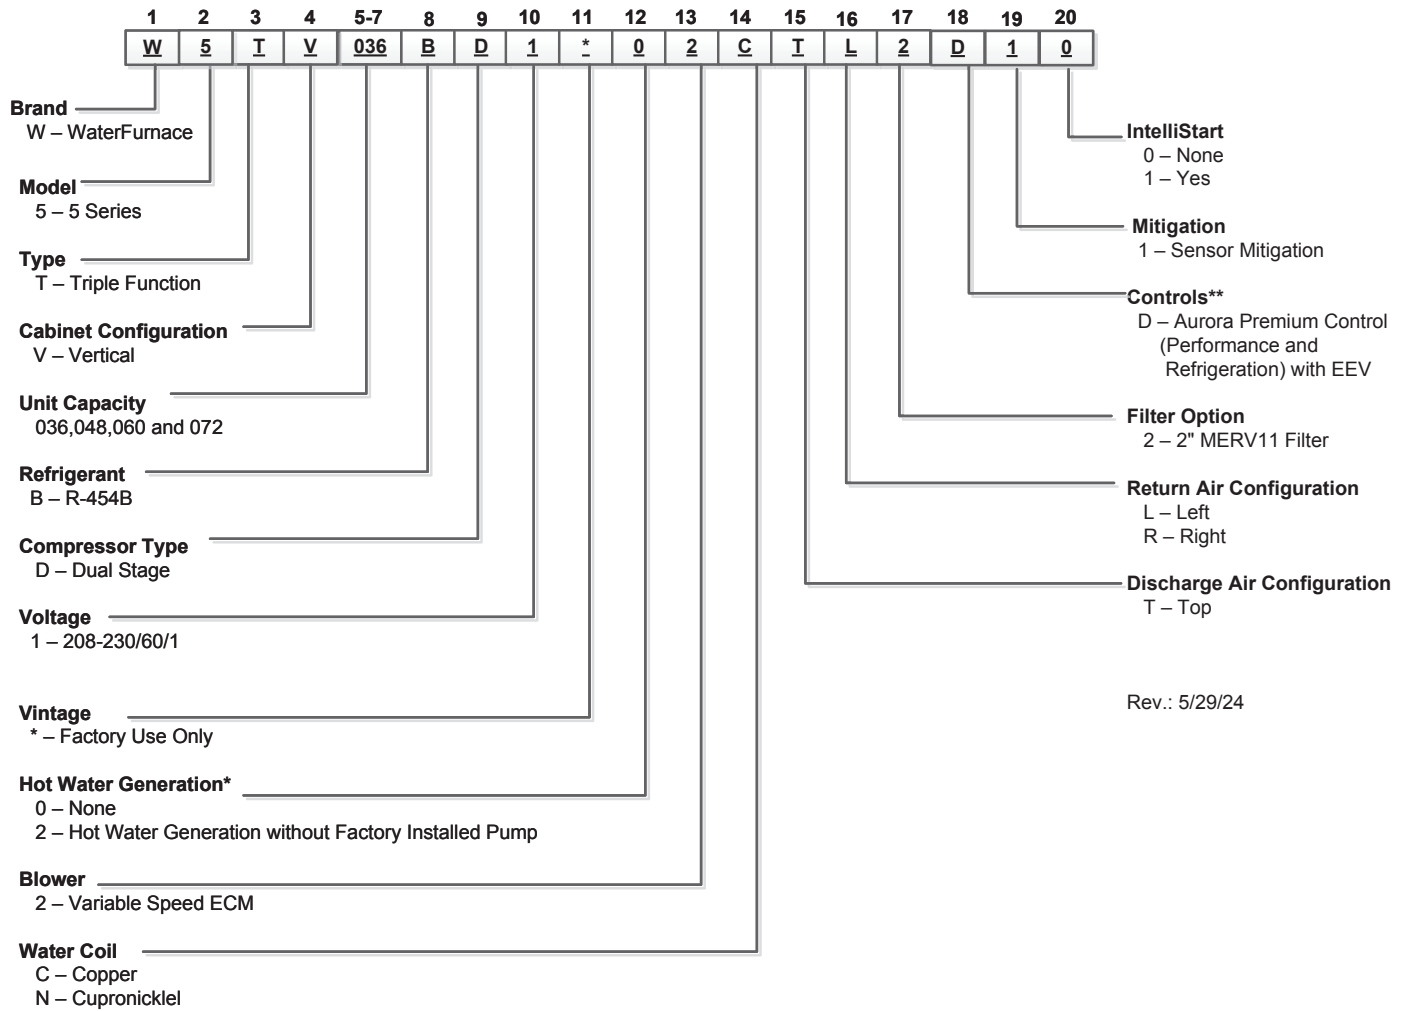 1 2 3 4 5-7 8 9 10 11 12 13 14 15 16 17 18 19 20
W 5 T V 036 B D 1 * 0 2 C T L 2 D 1 0
Brand
W – WaterFurnace
Model
5 – 5 Series
Type
T – Triple Function
Cabinet Configuration
V – Vertical
Unit Capacity
036,048,060 and 072
Refrigerant
B – R-454B
Compressor Type
D – Dual Stage
Voltage
1 – 208-230/60/1
Vintage
* – Factory Use Only
Hot Water Generation*
0 – None
2 – Hot Water Generation without Factory Installed Pump
Blower
2 – Variable Speed ECM
Water Coil
C – Copper
N – Cupronicklel
IntelliStart
0 – None
1 – Yes
Mitigation
1 – Sensor Mitigation
Controls**
D – Aurora Premium Control
(Performance and
Refrigeration) with EEV
Filter Option
2 – 2" MERV11 Filter
Return Air Configuration
L – Left
R – Right
Discharge Air Configuration
T – Top
Rev.: 5/29/24